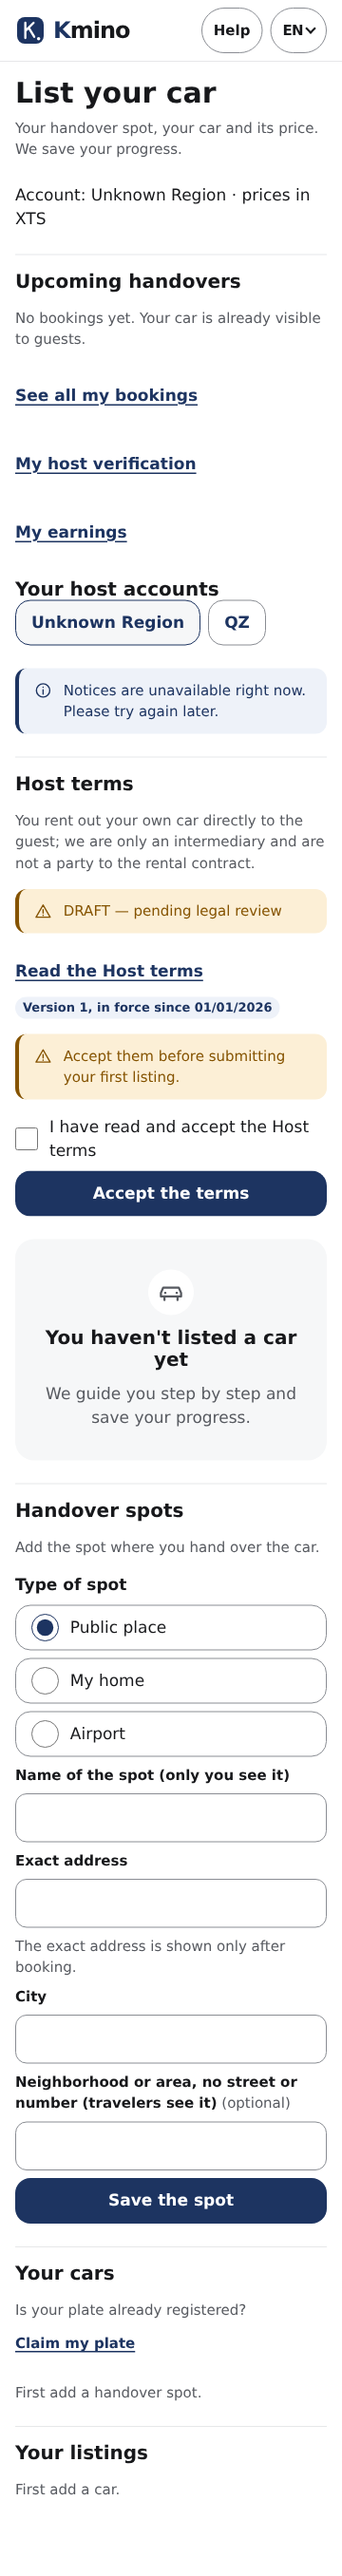 Kmino
Help
EN
List your car
Your handover spot, your car and its price.
We save your progress.
Account: Unknown Region · prices in
XTS
Upcoming handovers
No bookings yet. Your car is already visible
to guests.
See all my bookings
My host verification
My earnings
Your host accounts
Unknown Region
QZ
Notices are unavailable right now.
Please try again later.
Host terms
You rent out your own car directly to the
guest; we are only an intermediary and are
not a party to the rental contract.
DRAFT — pending legal review
Read the Host terms
Version 1, in force since 01/01/2026
Accept them before submitting
your first listing.
I have read and accept the Host
terms
Accept the terms
You haven't listed a car
yet
We guide you step by step and
save your progress.
Handover spots
Add the spot where you hand over the car.
Type of spot
Public place
My home
Airport
Name of the spot (only you see it)
Exact address
The exact address is shown only after
booking.
City
Neighborhood or area, no street or
number (travelers see it) (optional)
Save the spot
Your cars
Is your plate already registered?
Claim my plate
First add a handover spot.
Your listings
First add a car.